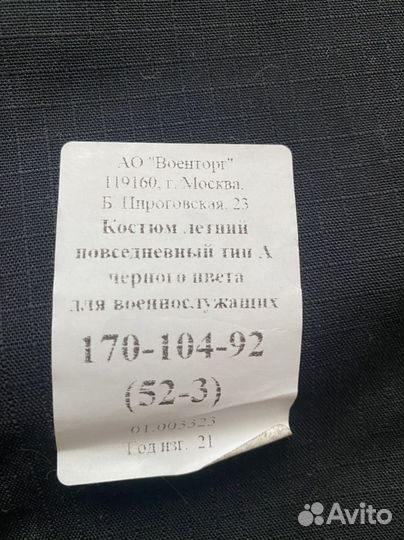 АО "Военторг"
119160, г. Москва,
Б. Пироговская, 23
Костюм летний
повседневный тип А
черного цвета
для военнослужащих
170-104-92
(52-3)
01.003323
Год изг. 21
Avito